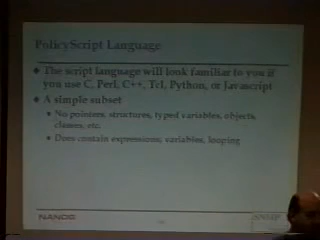 PolicyScript Language
The script language will look familiar to you if
you use C, Perl, C++, Tcl, Python, or Javascript
A simple subset
No pointers, structures, typed variables, objects,
classes, etc.
Does contain expressions, variables, looping
NANOG